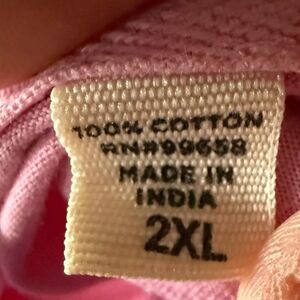 100% COTTON
RN#99658
MADE IN
INDIA
2XL